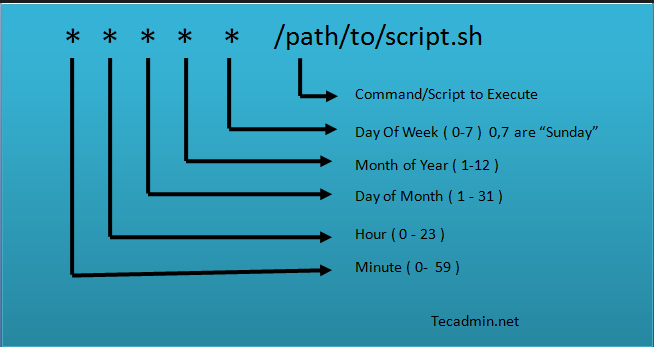 * * * * * /path/to/script.sh
Command/Script to Execute
Day Of Week ( 0-7 ) 0,7 are “Sunday”
Month of Year ( 1-12 )
Day of Month ( 1 - 31 )
Hour ( 0 - 23 )
Minute ( 0- 59 )
Tecadmin.net